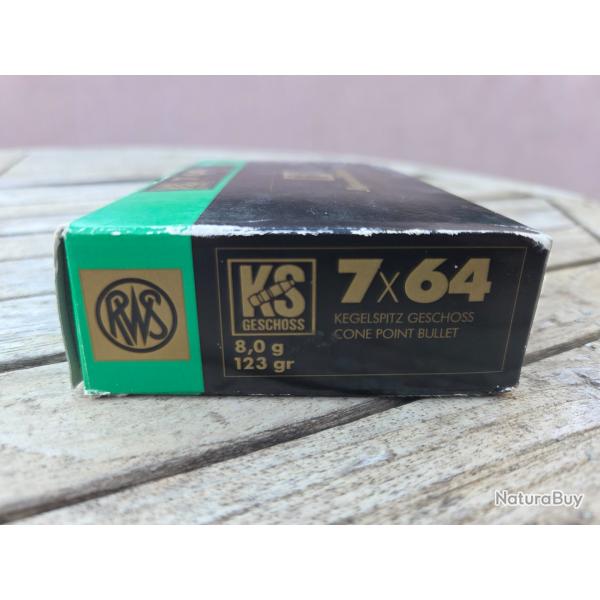 RWS
KS
GESCHOSS
8,0 g
123 gr
7x64
KEGELSPITZ GESCHOSS
CONE POINT BULLET
NaturaBuy